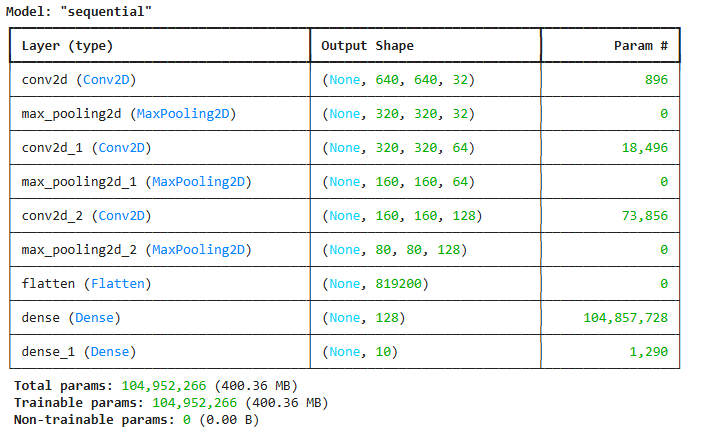 Model: "sequential"
Layer (type) Output Shape Param #
conv2d (Conv2D) (None, 640, 640, 32) 896
max_pooling2d (MaxPooling2D) (None, 320, 320, 32) 0
conv2d_1 (Conv2D) (None, 320, 320, 64) 18,496
max_pooling2d_1 (MaxPooling2D) (None, 160, 160, 64) 0
conv2d_2 (Conv2D) (None, 160, 160, 128) 73,856
max_pooling2d_2 (MaxPooling2D) (None, 80, 80, 128) 0
flatten (Flatten) (None, 819200) 0
dense (Dense) (None, 128) 104,857,728
dense_1 (Dense) (None, 10) 1,290
Total params: 104,952,266 (400.36 MB)
Trainable params: 104,952,266 (400.36 MB)
Non-trainable params: 0 (0.00 B)